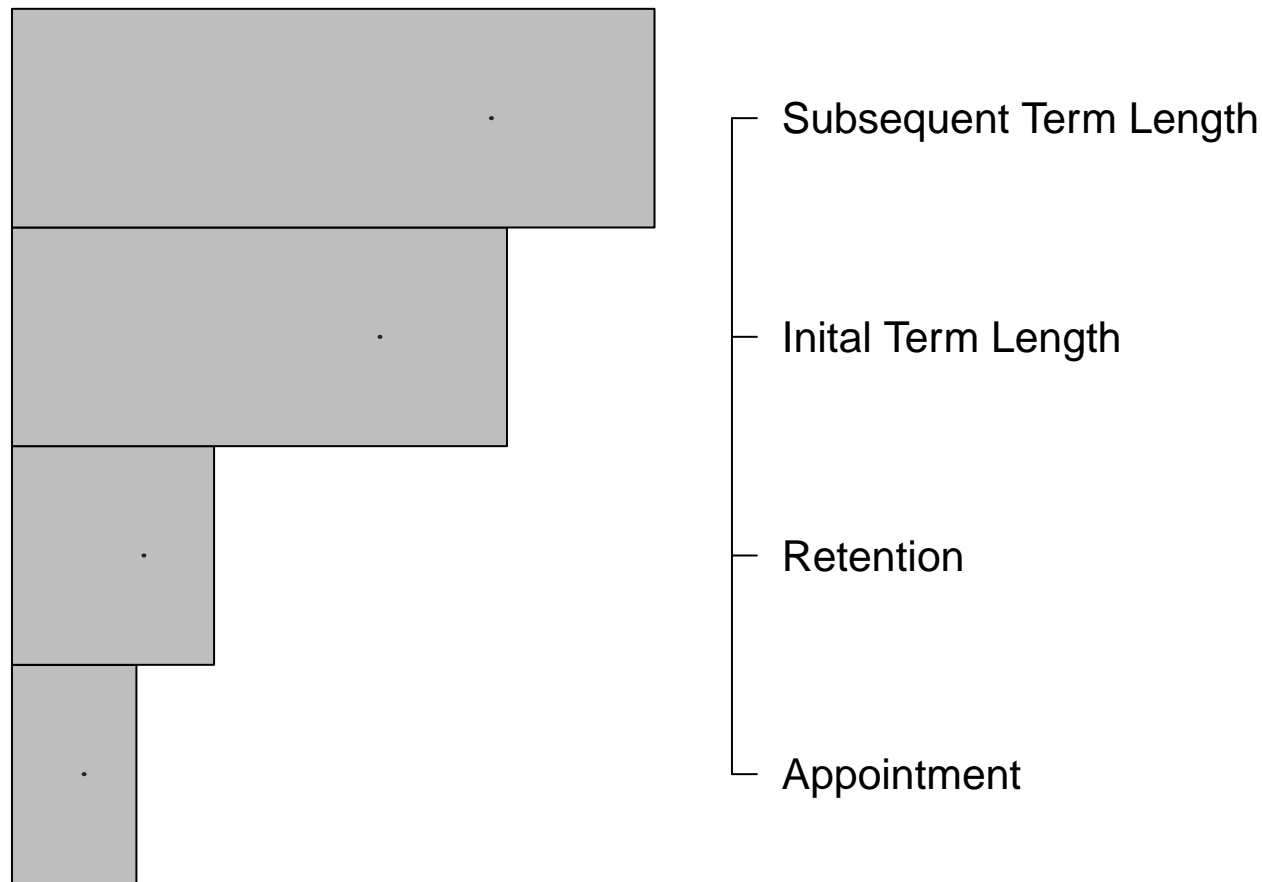 Subsequent Term Length
Inital Term Length
Retention
Appointment